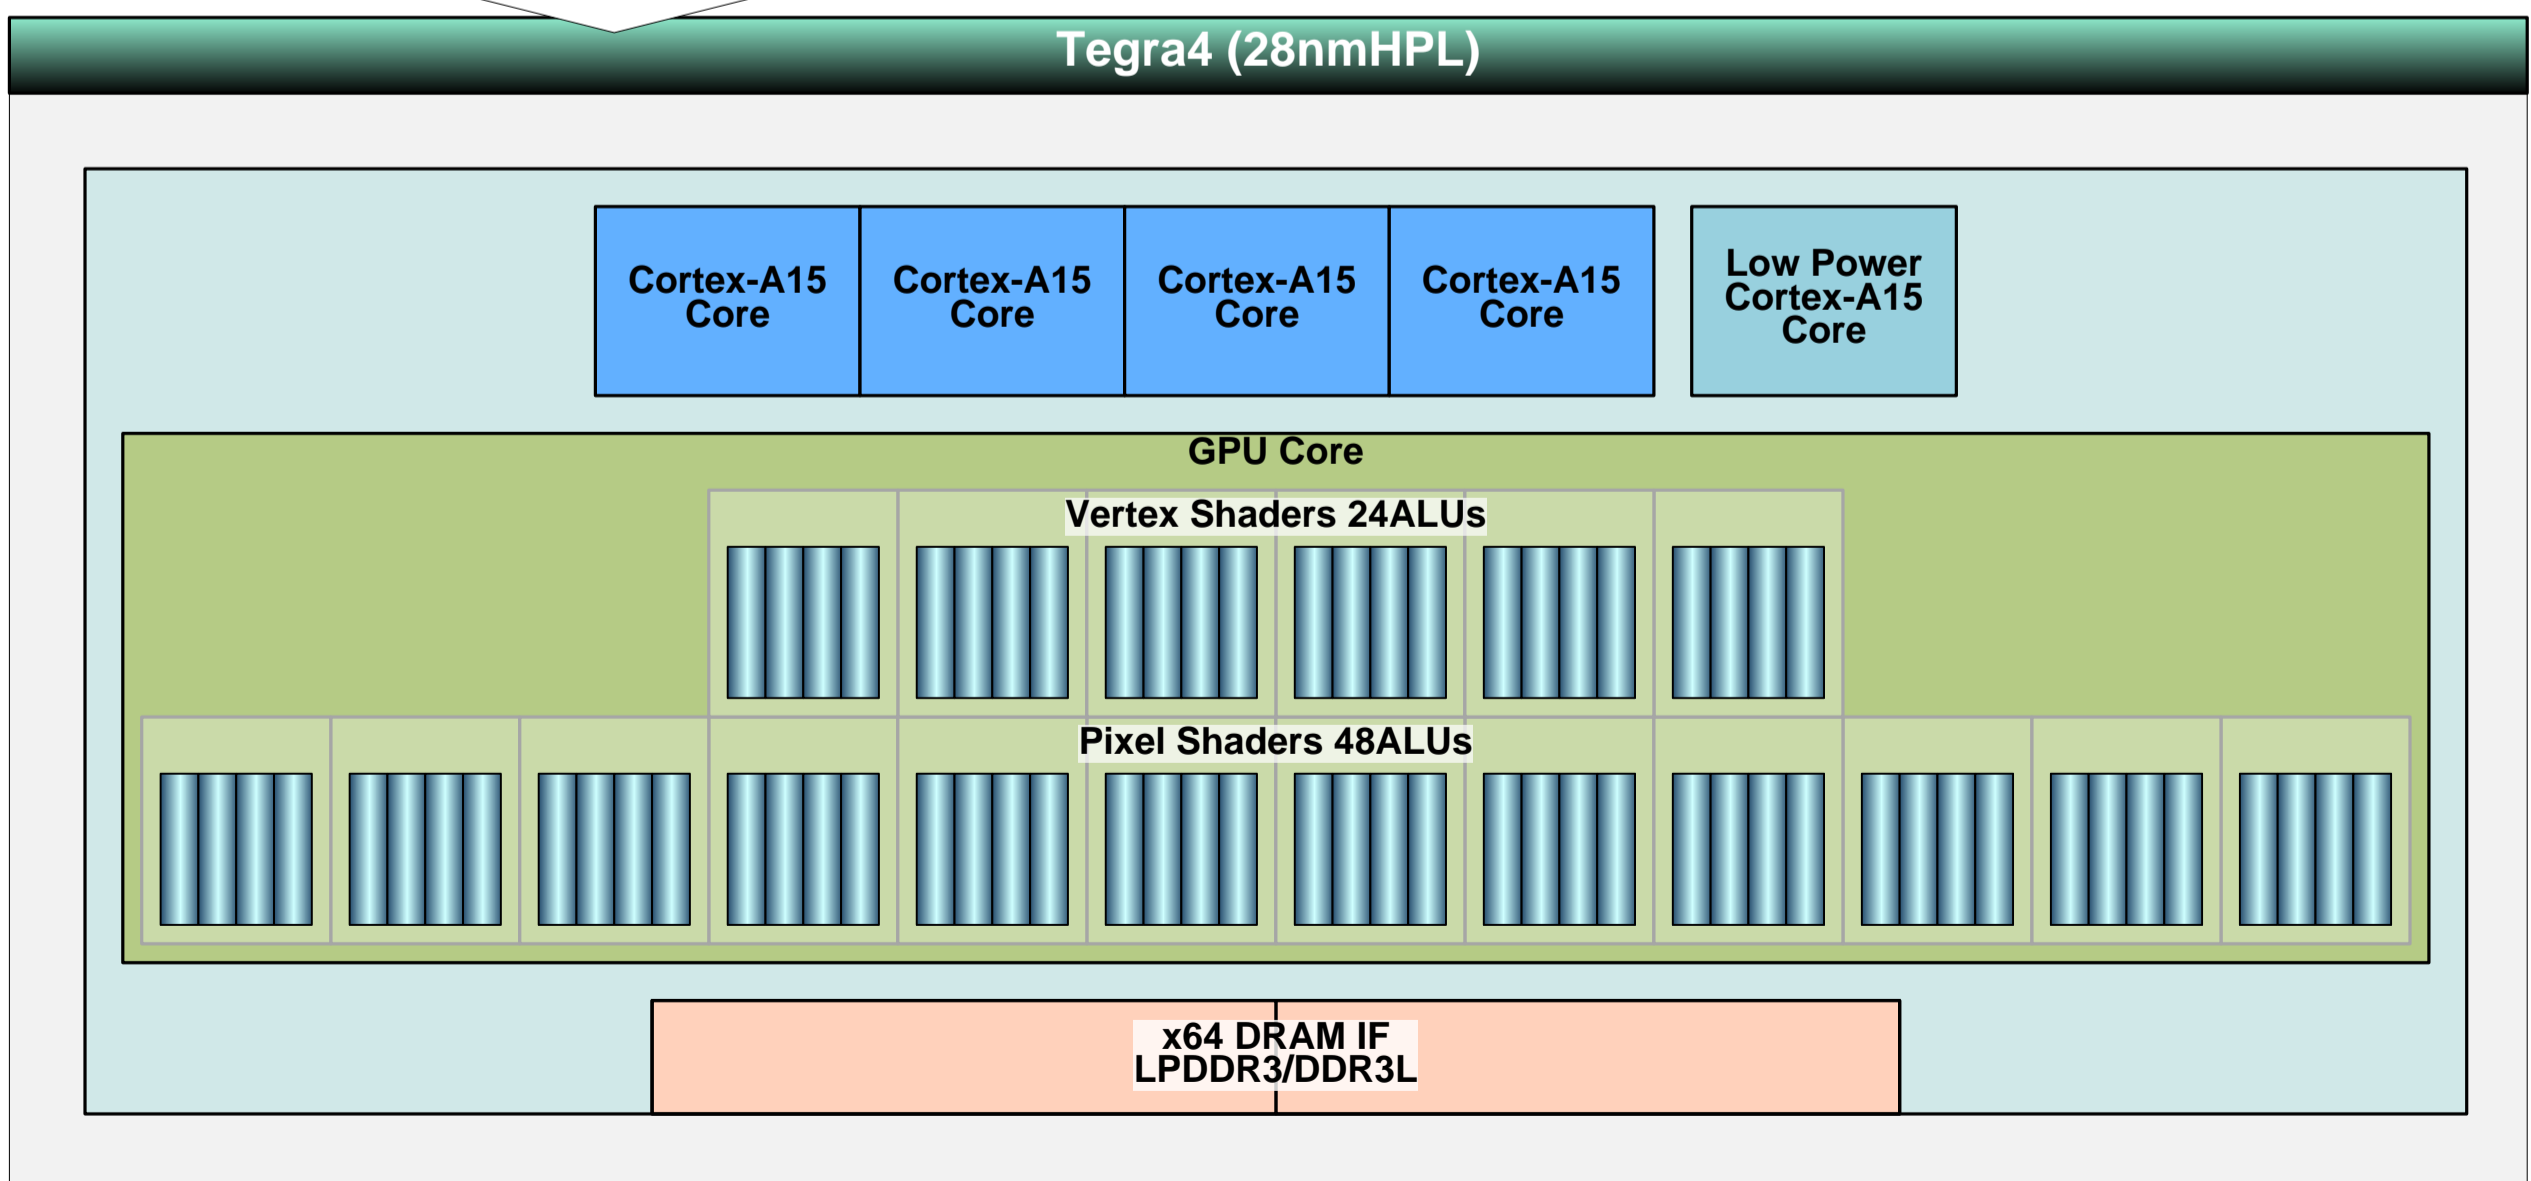 Tegra4 (28nmHPL)
Cortex-A15
Core
Cortex-A15
Core
Cortex-A15
Core
Cortex-A15
Core
Low Power
Cortex-A15
Core
GPU Core
Vertex Shaders 24ALUs
Pixel Shaders 48ALUs
x64 DRAM IF
LPDDR3/DDR3L